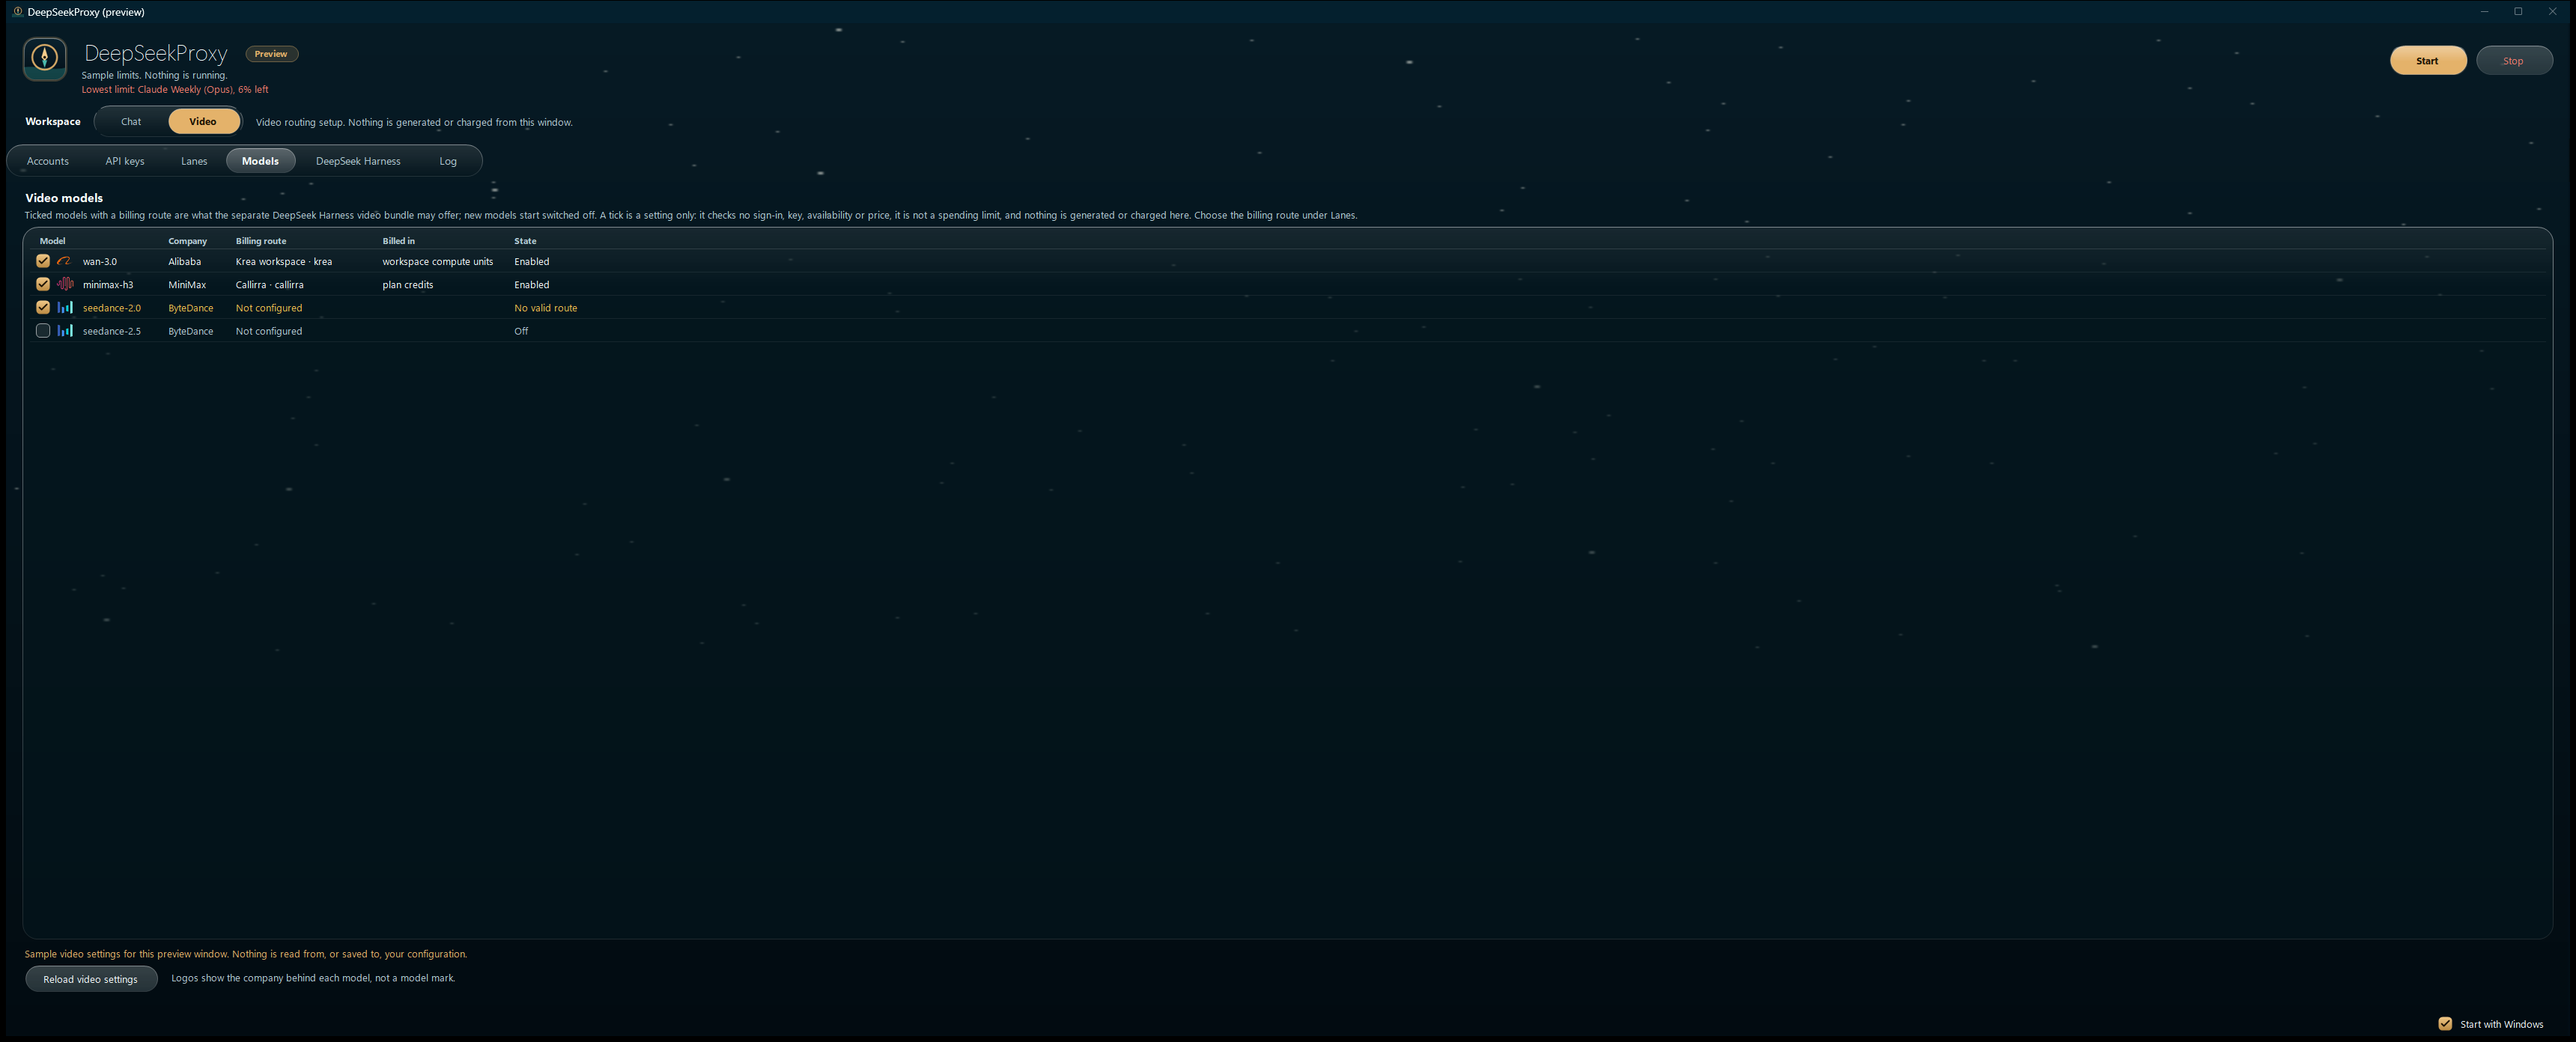 DeepSeekProxy (preview)
DeepSeekProxy Preview
Sample limits. Nothing is running.
Lowest limit: Claude Weekly (Opus), 6% left
Start Stop
Workspace Chat Video Video routing setup. Nothing is generated or charged from this window.
Accounts API keys Lanes Models DeepSeek Harness Log
Video models
Ticked models with a billing route are what the separate DeepSeek Harness video bundle may offer; new models start switched off. A tick is a setting only: it checks no sign-in, key, availability or price, it is not a spending limit, and nothing is generated or charged here. Choose the billing route under Lanes.
Model Company Billing route Billed in State
wan-3.0 Alibaba Krea workspace · krea workspace compute units Enabled
minimax-h3 MiniMax Callirra · callirra plan credits Enabled
seedance-2.0 ByteDance Not configured No valid route
seedance-2.5 ByteDance Not configured Off
Sample video settings for this preview window. Nothing is read from, or saved to, your configuration.
Reload video settings Logos show the company behind each model, not a model mark.
Start with Windows